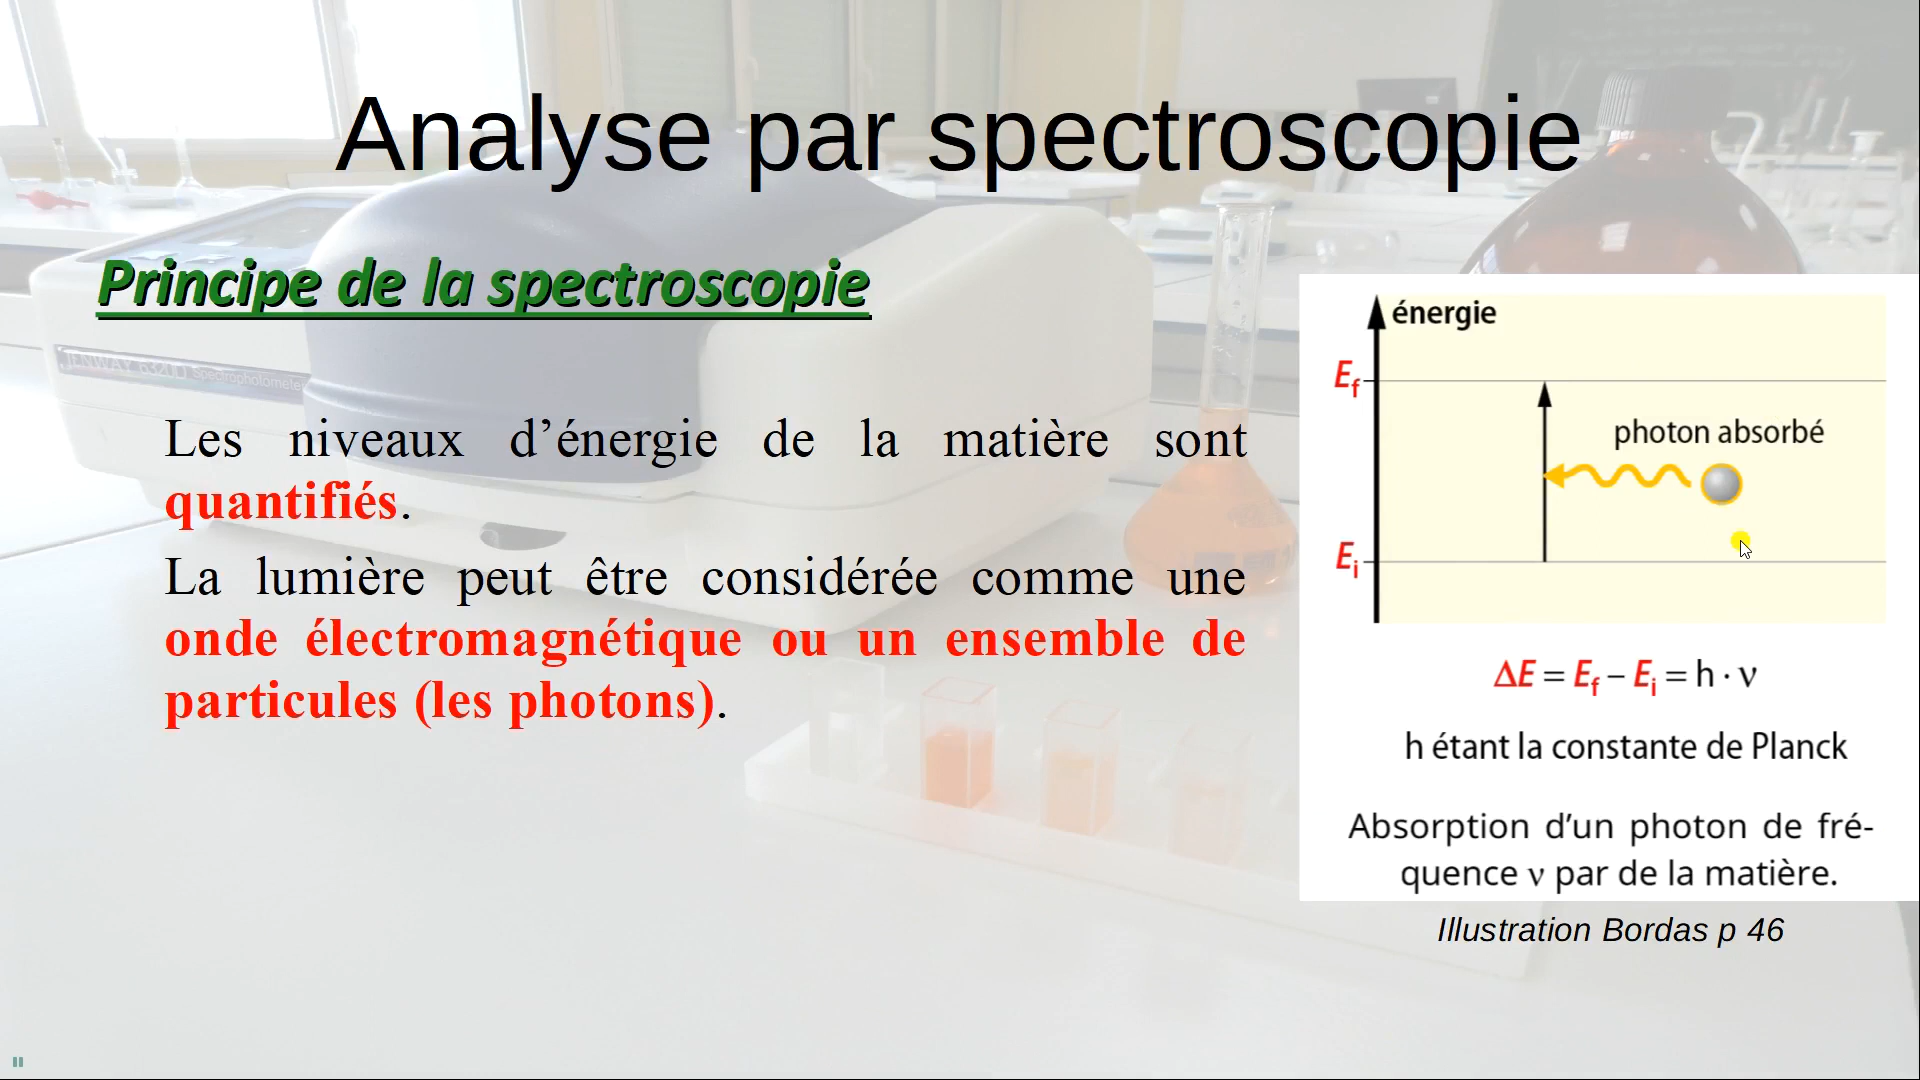 Analyse par spectroscopie
Principe de la spectroscopie
JENWAY 6320D Spectrophotometer
Les niveaux d’énergie de la matière sont
quantifiés.
La lumière peut être considérée comme une
onde électromagnétique ou un ensemble de
particules (les photons).
énergie
Ef
photon absorbé
Ei
ΔE = Ef – Ei = h · ν
h étant la constante de Planck
Absorption d’un photon de fré-
quence ν par de la matière.
Illustration Bordas p 46